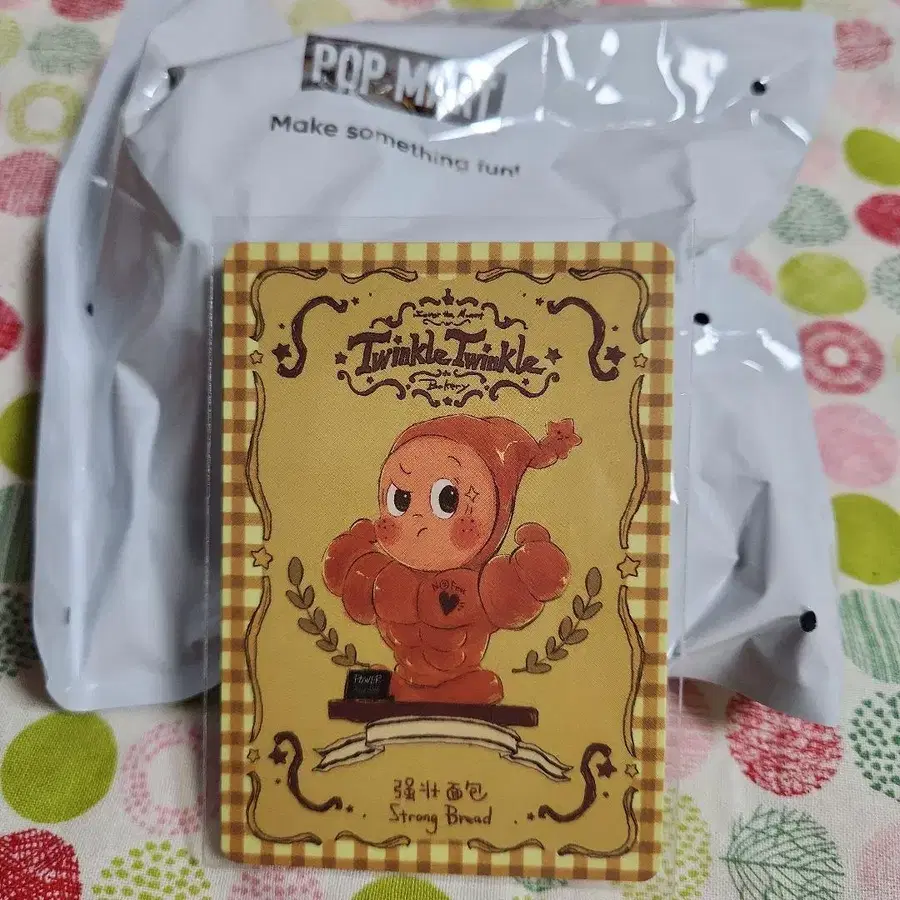 POP MART
Make something fun!
Twinkle Twinkle
Bakery
POWER
强壮面包
Strong Bread